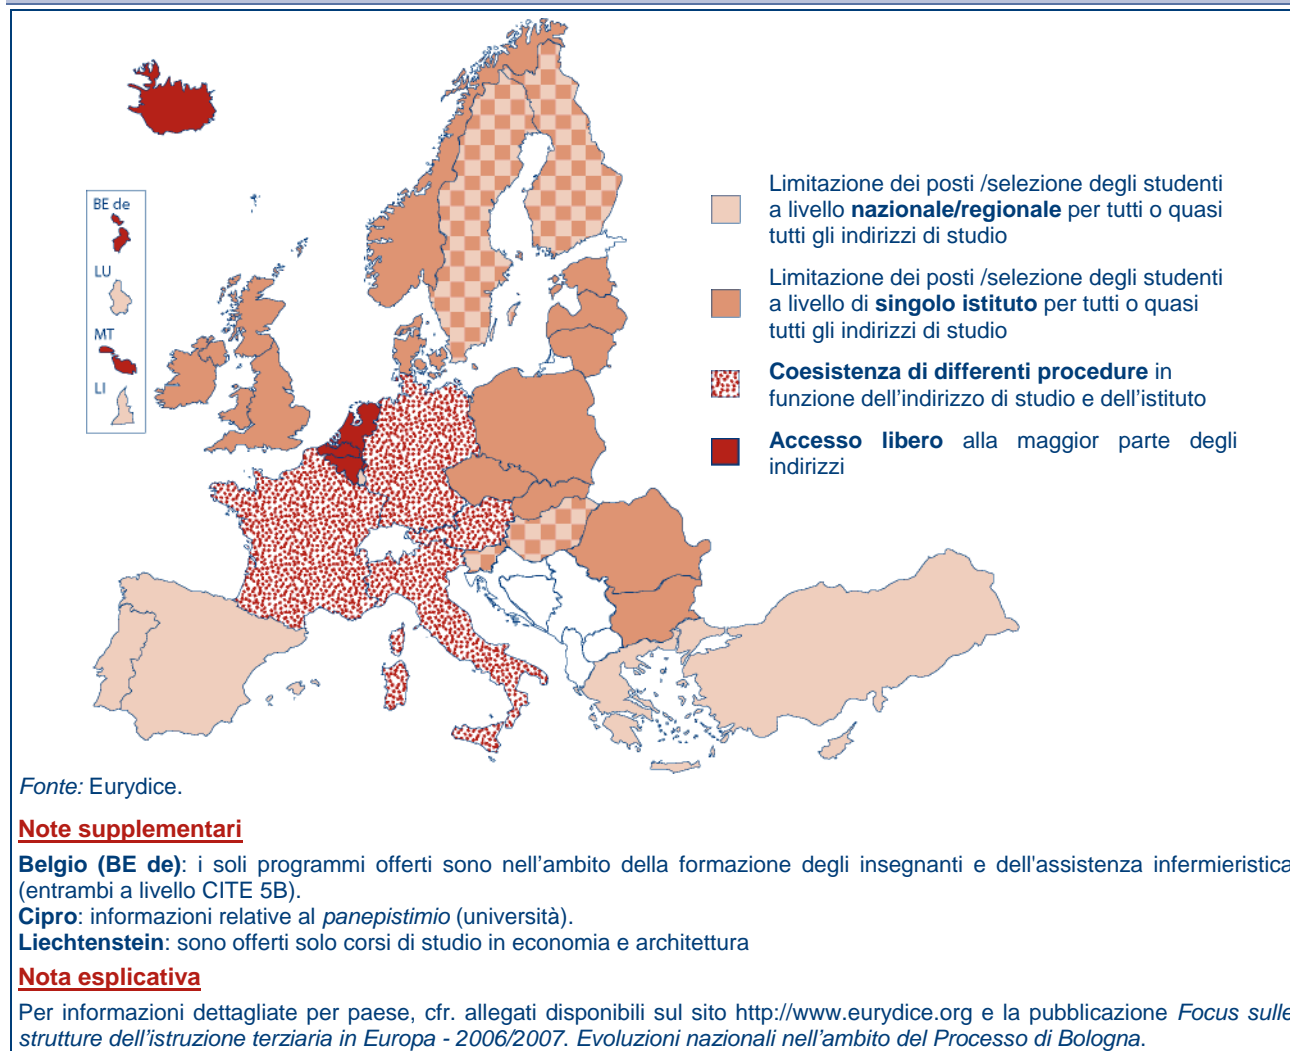 BE de
LU
MT
LI
Limitazione dei posti /selezione degli studenti
a livello nazionale/regionale per tutti o quasi
tutti gli indirizzi di studio
Limitazione dei posti /selezione degli studenti
a livello di singolo istituto per tutti o quasi
tutti gli indirizzi di studio
Coesistenza di differenti procedure in
funzione dell'indirizzo di studio e dell'istituto
Accesso libero alla maggior parte degli
indirizzi
Fonte: Eurydice.
Note supplementari
Belgio (BE de): i soli programmi offerti sono nell'ambito della formazione degli insegnanti e dell'assistenza infermieristica
(entrambi a livello CITE 5B).
Cipro: informazioni relative al panepistimio (università).
Liechtenstein: sono offerti solo corsi di studio in economia e architettura
Nota esplicativa
Per informazioni dettagliate per paese, cfr. allegati disponibili sul sito http://www.eurydice.org e la pubblicazione Focus sulle
strutture dell'istruzione terziaria in Europa - 2006/2007. Evoluzioni nazionali nell'ambito del Processo di Bologna.